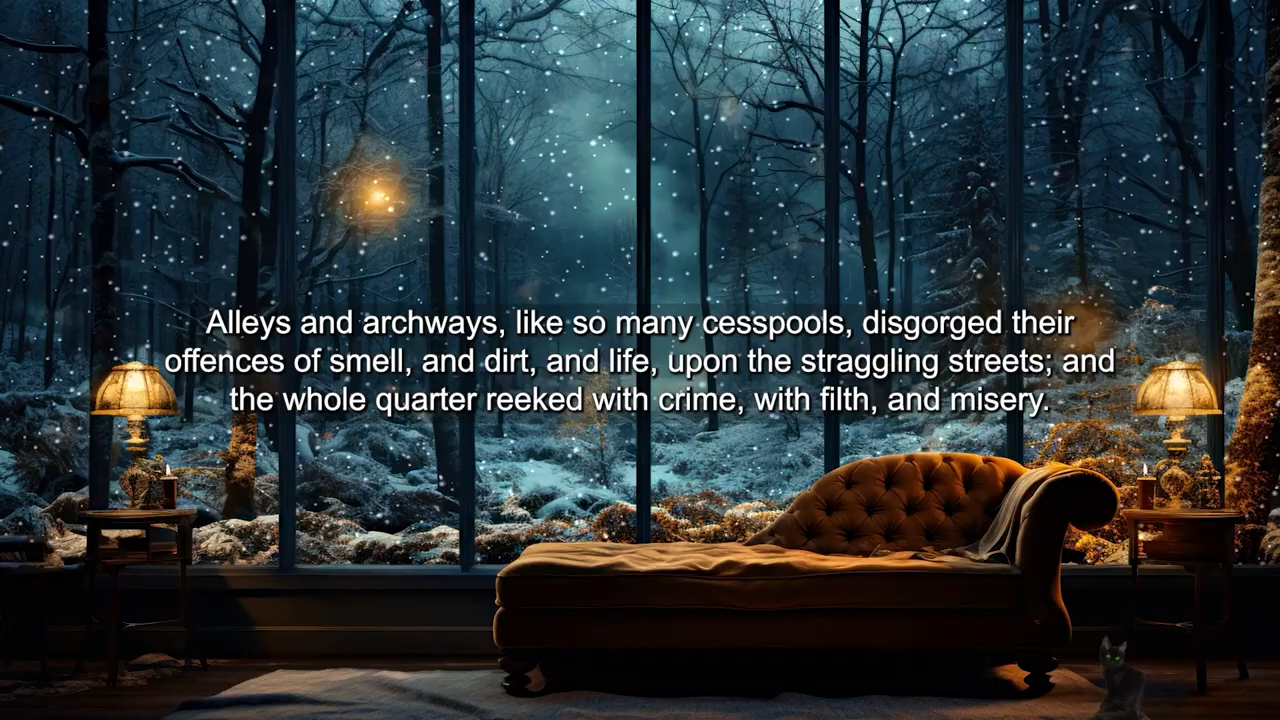 Alleys and archways, like so many cesspools, disgorged their
offences of smell, and dirt, and life, upon the straggling streets; and
the whole quarter reeked with crime, with filth, and misery.